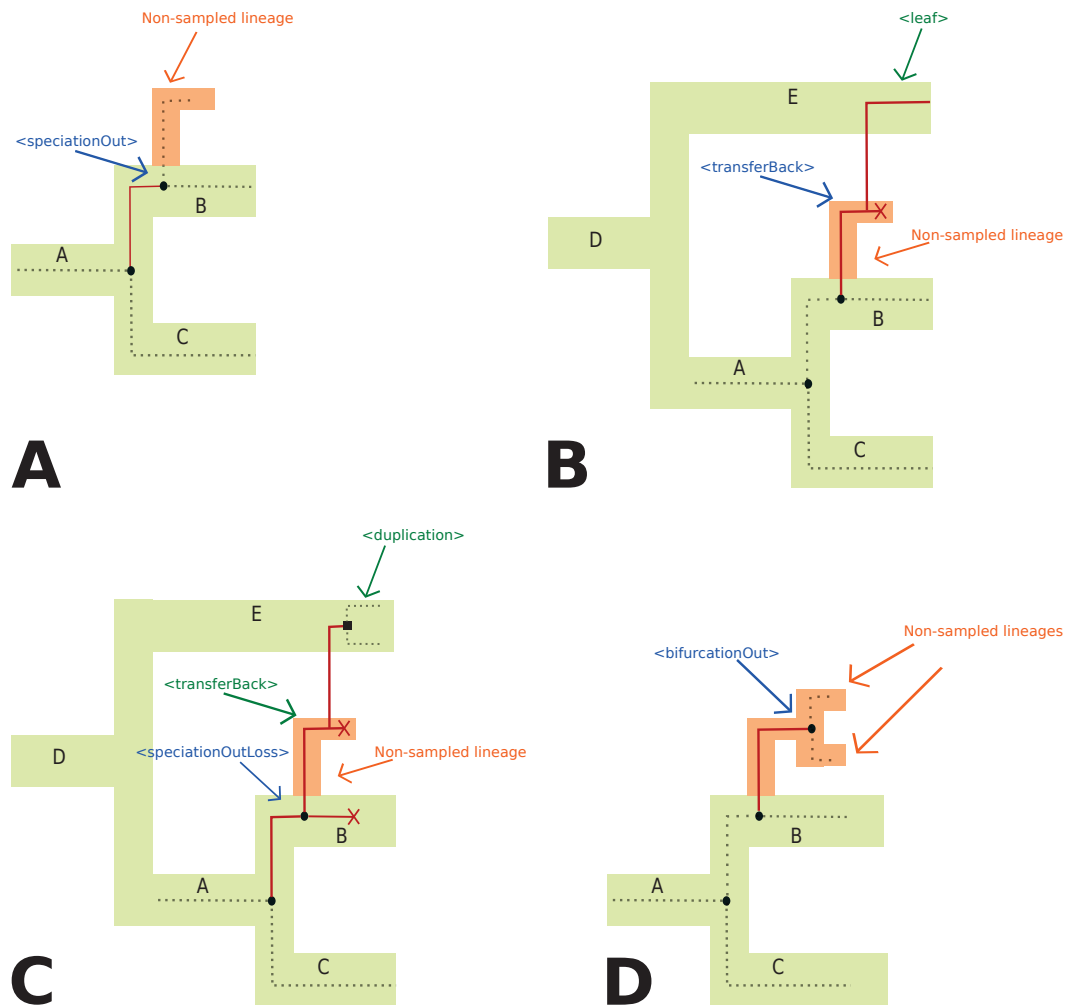 Non-sampled lineage
<speciationOut>
A
B
C
A
<leaf>
E
<transferBack>
D
Non-sampled lineage
B
A
C
B
<duplication>
E
<transferBack>
D
<speciationOutLoss>
Non-sampled lineage
B
A
C
C
Non-sampled lineages
<bifurcationOut>
B
A
C
D